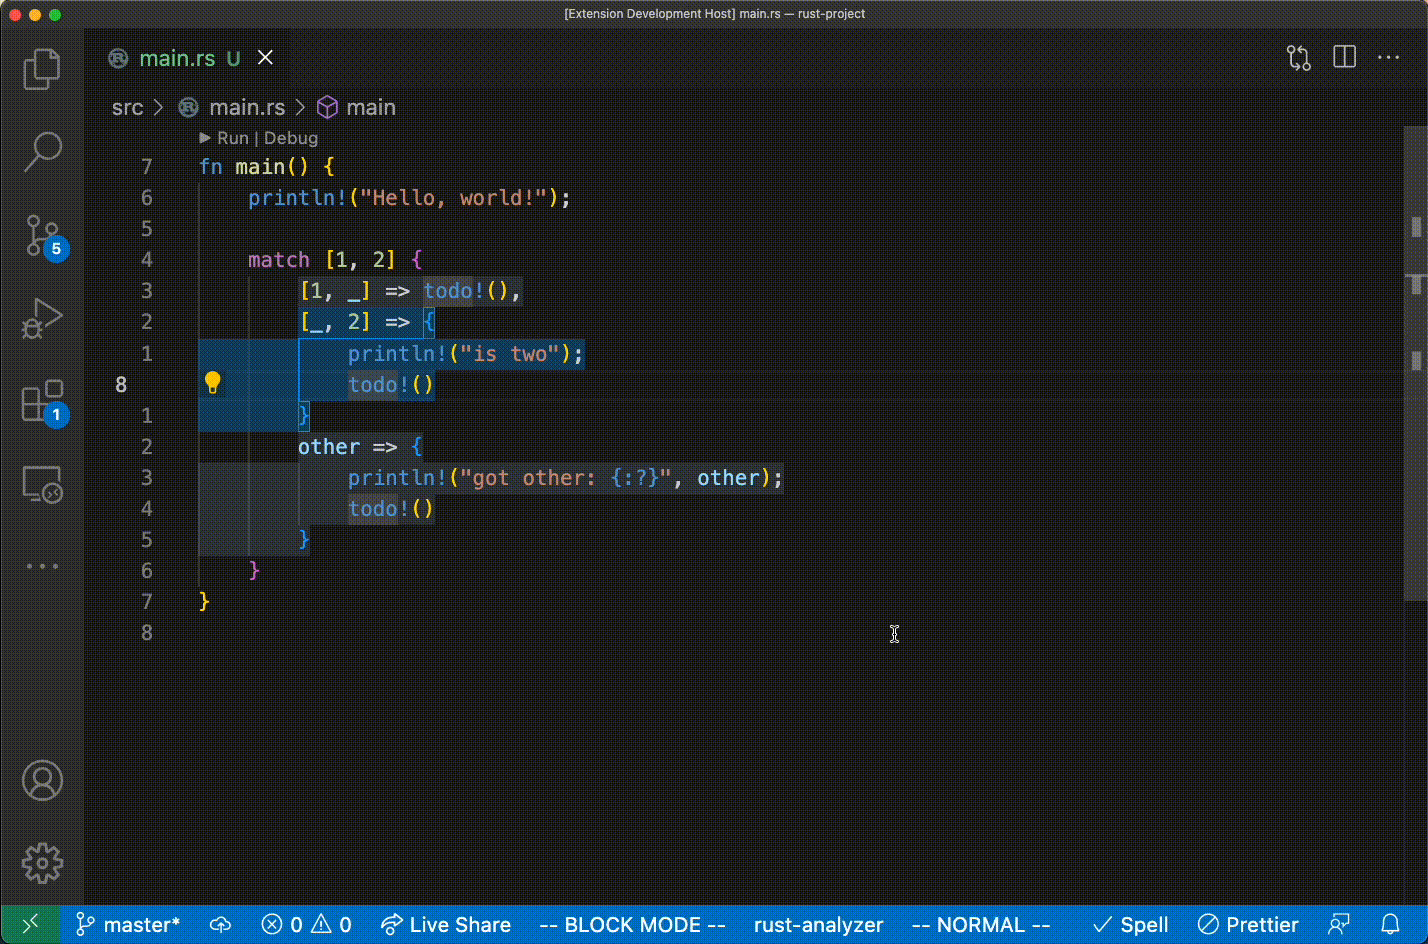 [Extension Development Host] main.rs — rust-project
main.rs U
src > main.rs > main
Run | Debug
7 fn main() {
6     println!("Hello, world!");
5
4     match [1, 2] {
3         [1, _] => todo!(),
2         [_, 2] => {
1             println!("is two");
8             todo!()
1         }
2         other => {
3             println!("got other: {:?}", other);
4             todo!()
5         }
6     }
7 }
8
5
1
master* 0 0 Live Share -- BLOCK MODE -- rust-analyzer -- NORMAL -- Spell Prettier